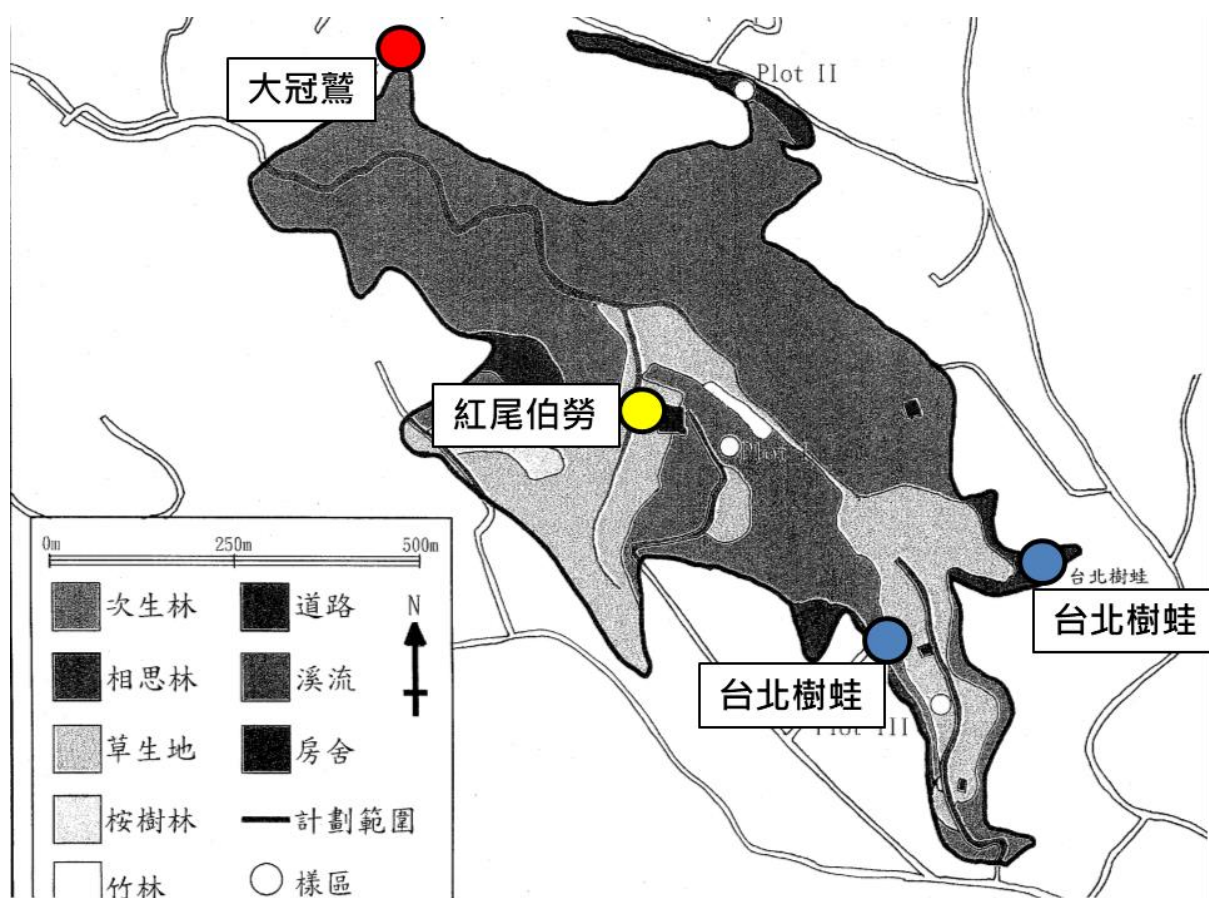 大冠鷲
Plot II
紅尾伯勞
Plot I
台北樹蛙
台北樹蛙
台北樹蛙
Plot III
0m 250m 500m
次生林 道路 N
相思林 溪流
草生地 房舍
桉樹林 計劃範圍
竹林 樣區